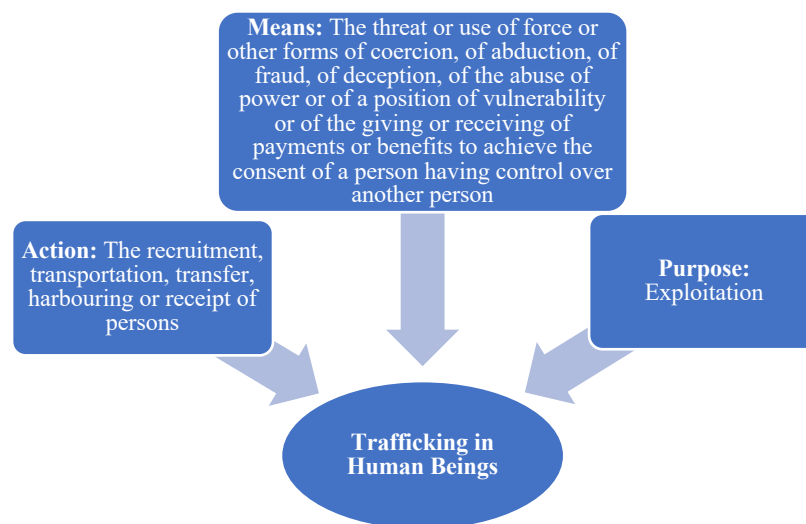 Means: The threat or use of force or
other forms of coercion, of abduction, of
fraud, of deception, of the abuse of
power or of a position of vulnerability
or of the giving or receiving of
payments or benefits to achieve the
consent of a person having control over
another person
Action: The recruitment,
transportation, transfer,
harbouring or receipt of
persons
Purpose:
Exploitation
Trafficking in
Human Beings